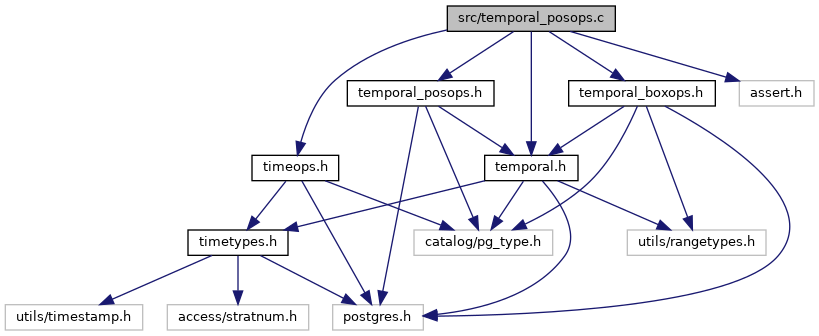 src/temporal_posops.c
temporal_posops.h
temporal_boxops.h
assert.h
timeops.h
temporal.h
timetypes.h
catalog/pg_type.h
utils/rangetypes.h
utils/timestamp.h
access/stratnum.h
postgres.h